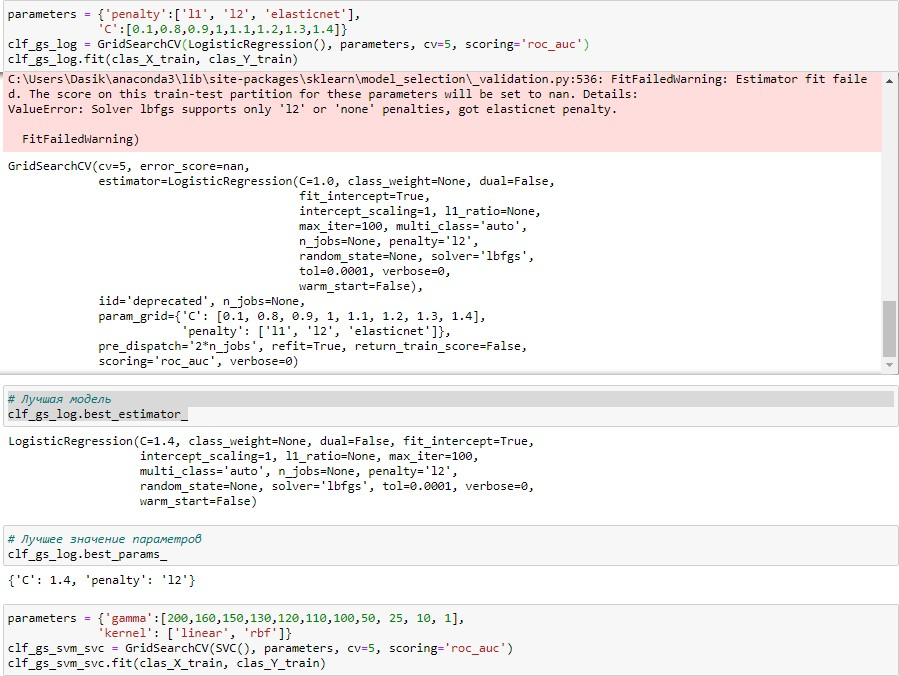 parameters = {'penalty':['l1', 'l2', 'elasticnet'],
'C':[0.1,0.8,0.9,1,1.1,1.2,1.3,1.4]}
clf_gs_log = GridSearchCV(LogisticRegression(), parameters, cv=5, scoring='roc_auc')
clf_gs_log.fit(clas_X_train, clas_Y_train)
C:\Users\Dasik\anaconda3\lib\site-packages\sklearn\model_selection\_validation.py:536: FitFailedWarning: Estimator fit faile
d. The score on this train-test partition for these parameters will be set to nan. Details:
ValueError: Solver lbfgs supports only 'l2' or 'none' penalties, got elasticnet penalty.
FitFailedWarning)
GridSearchCV(cv=5, error_score=nan,
estimator=LogisticRegression(C=1.0, class_weight=None, dual=False,
fit_intercept=True,
intercept_scaling=1, l1_ratio=None,
max_iter=100, multi_class='auto',
n_jobs=None, penalty='l2',
random_state=None, solver='lbfgs',
tol=0.0001, verbose=0,
warm_start=False),
iid='deprecated', n_jobs=None,
param_grid={'C': [0.1, 0.8, 0.9, 1, 1.1, 1.2, 1.3, 1.4],
'penalty': ['l1', 'l2', 'elasticnet']},
pre_dispatch='2*n_jobs', refit=True, return_train_score=False,
scoring='roc_auc', verbose=0)
# Лучшая модель
clf_gs_log.best_estimator_
LogisticRegression(C=1.4, class_weight=None, dual=False, fit_intercept=True,
intercept_scaling=1, l1_ratio=None, max_iter=100,
multi_class='auto', n_jobs=None, penalty='l2',
random_state=None, solver='lbfgs', tol=0.0001, verbose=0,
warm_start=False)
# Лучшее значение параметров
clf_gs_log.best_params_
{'C': 1.4, 'penalty': 'l2'}
parameters = {'gamma':[200,160,150,130,120,110,100,50, 25, 10, 1],
'kernel': ['linear', 'rbf']}
clf_gs_svm_svc = GridSearchCV(SVC(), parameters, cv=5, scoring='roc_auc')
clf_gs_svm_svc.fit(clas_X_train, clas_Y_train)